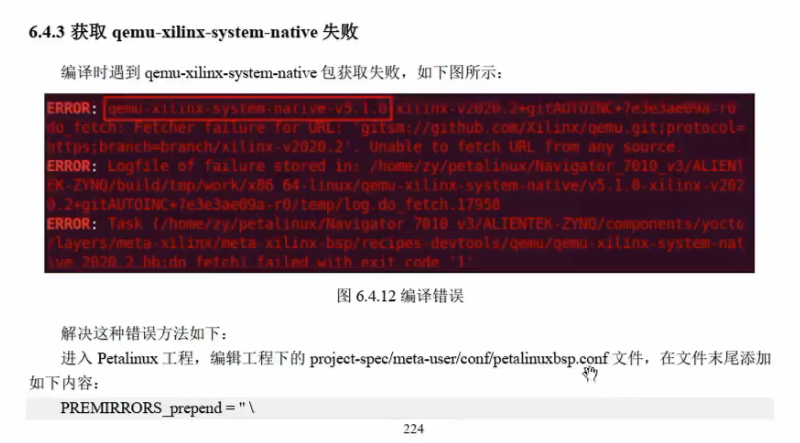 6.4.3 获取 qemu-xilinx-system-native 失败
编译时遇到 qemu-xilinx-system-native 包获取失败，如下图所示：
ERROR: qemu-xilinx-system-native-v5.1.0-xilinx-v2020.2+gitAUTOINC+7e3e3ae09a-r0
do_fetch: Fetcher failure for URL: 'gitsm://github.com/Xilinx/qemu.git;protocol=
https;branch=branch/xilinx-v2020.2'. Unable to fetch URL from any source.
ERROR: Logfile of failure stored in: /home/zy/petalinux/Navigator_7010_v3/ALIENT
EK-ZYNQ/build/tmp/work/x86_64-linux/qemu-xilinx-system-native/v5.1.0-xilinx-v202
0.2+gitAUTOINC+7e3e3ae09a-r0/temp/log.do_fetch.17958
ERROR: Task (/home/zy/petalinux/Navigator_7010_v3/ALIENTEK-ZYNQ/components/yocto
/layers/meta-xilinx/meta-xilinx-bsp/recipes-devtools/qemu/qemu-xilinx-system-nat
ive_2020.2.bb:do_fetch) failed with exit code '1'
图 6.4.12 编译错误
解决这种错误方法如下：
进入 Petalinux 工程，编辑工程下的 project-spec/meta-user/conf/petalinuxbsp.conf 文件，在文件末尾添加
如下内容：
PREMIRRORS_prepend = " \
224